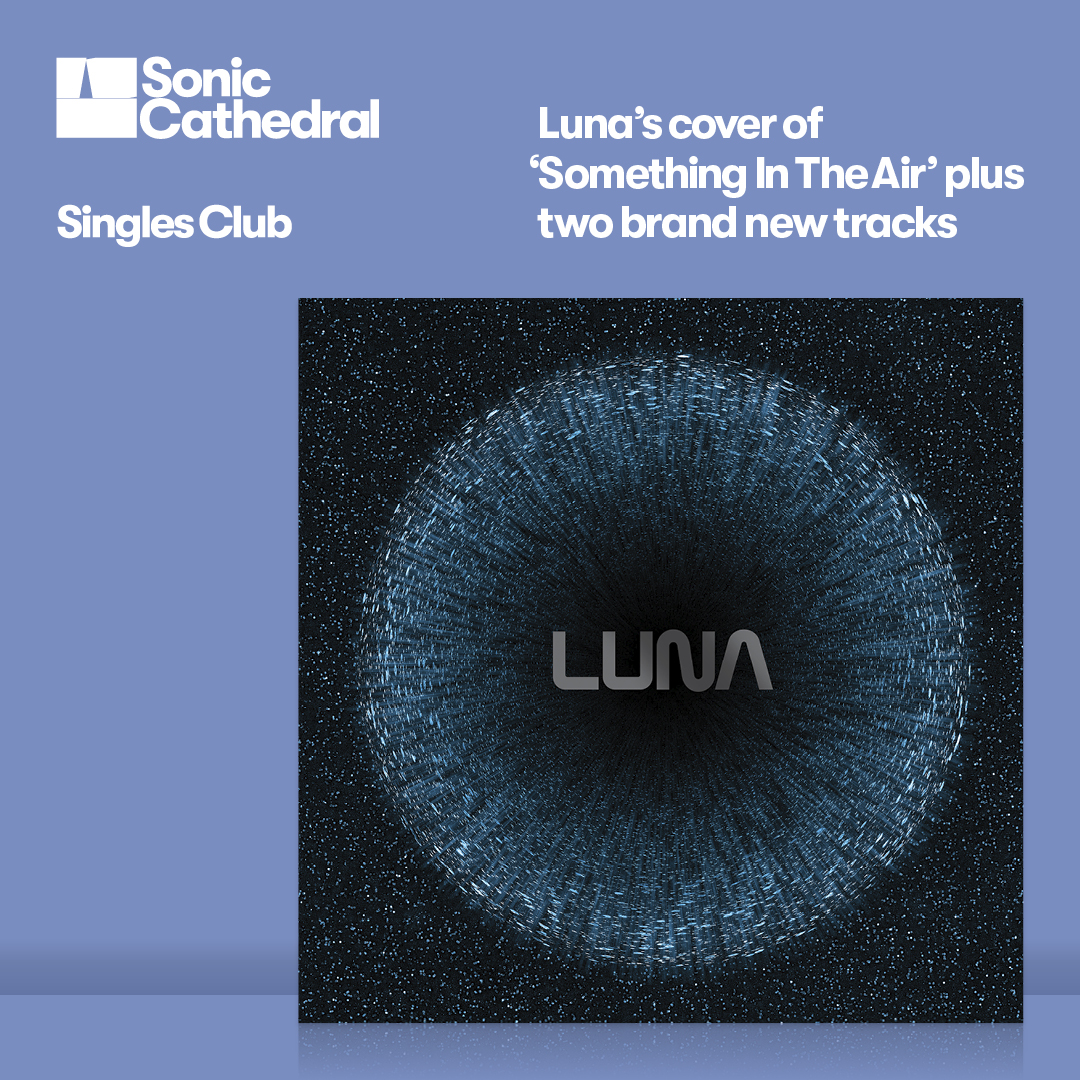 Sonic
Cathedral
Singles Club
Luna’s cover of
‘Something In The Air’ plus
two brand new tracks
LUNA